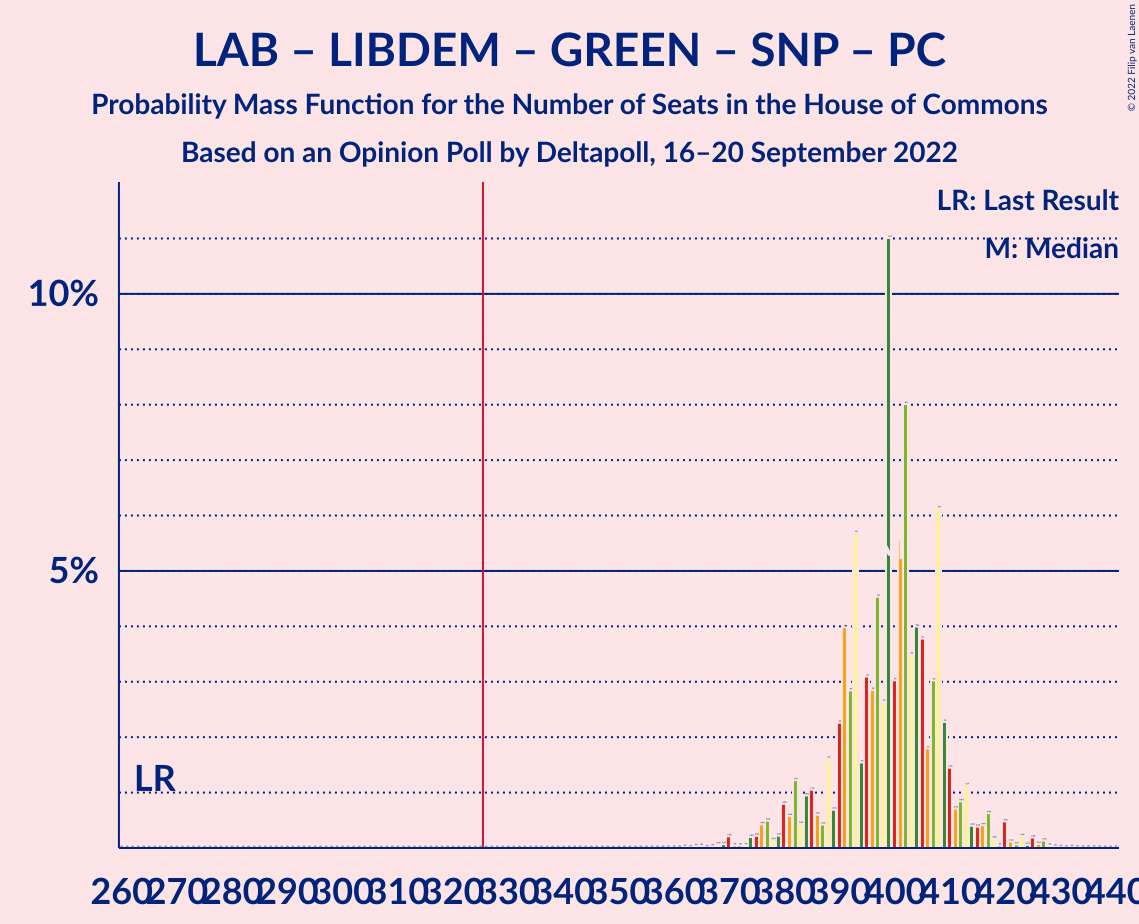 LAB – LIBDEM – GREEN – SNP – PC
Probability Mass Function for the Number of Seats in the House of Commons
Based on an Opinion Poll by Deltapoll, 16–20 September 2022
© 2022 Filip van Laenen
LR: Last Result
M: Median
10%
5%
LR
260 270 280 290 300 310 320 330 340 350 360 370 380 390 400 410 420 430 440